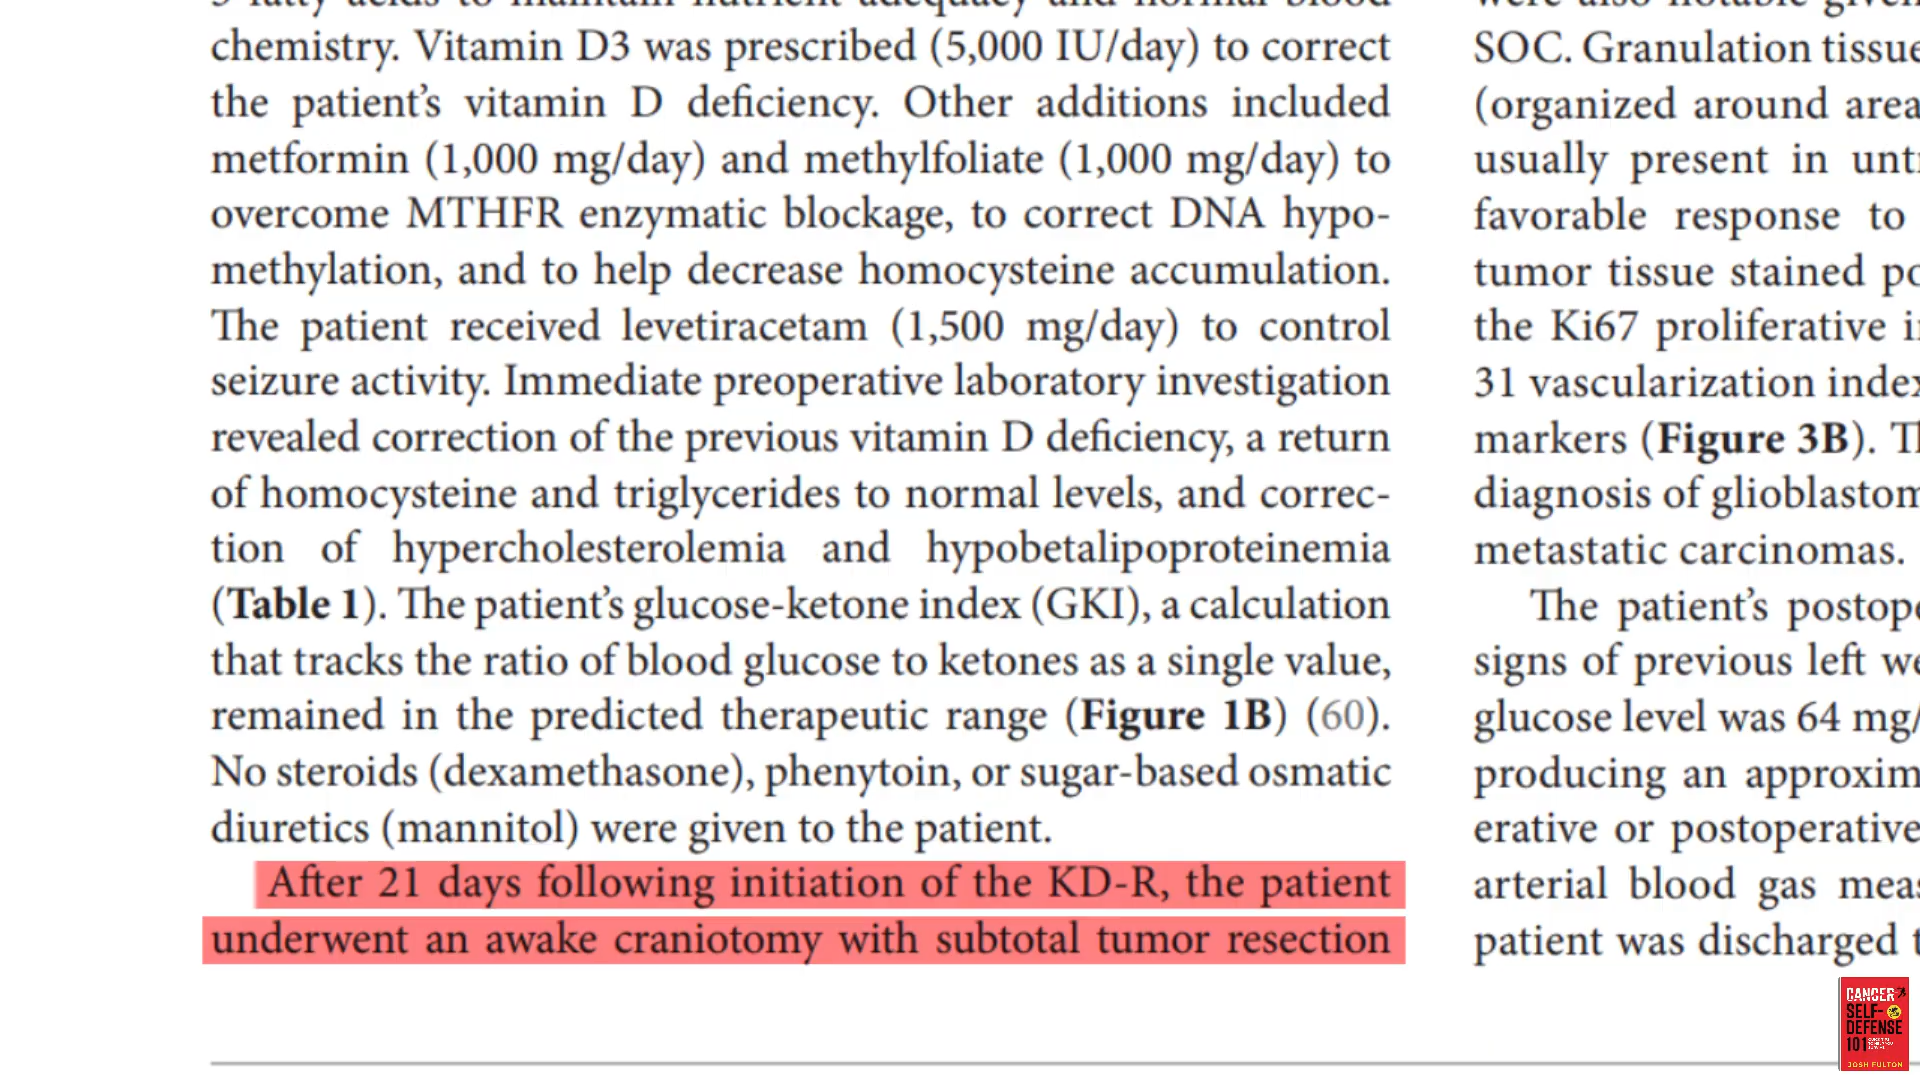 chemistry. Vitamin D3 was prescribed (5,000 IU/day) to correct
the patient's vitamin D deficiency. Other additions included
metformin (1,000 mg/day) and methylfoliate (1,000 mg/day) to
overcome MTHFR enzymatic blockage, to correct DNA hypo-
methylation, and to help decrease homocysteine accumulation.
The patient received levetiracetam (1,500 mg/day) to control
seizure activity. Immediate preoperative laboratory investigation
revealed correction of the previous vitamin D deficiency, a return
of homocysteine and triglycerides to normal levels, and correc-
tion of hypercholesterolemia and hypobetalipoproteinemia
(Table 1). The patient's glucose-ketone index (GKI), a calculation
that tracks the ratio of blood glucose to ketones as a single value,
remained in the predicted therapeutic range (Figure 1B) (60).
No steroids (dexamethasone), phenytoin, or sugar-based osmatic
diuretics (mannitol) were given to the patient.
After 21 days following initiation of the KD-R, the patient
underwent an awake craniotomy with subtotal tumor resection
SOC. Granulation tissue
(organized around
usually present in
favorable response to
tumor tissue stained
the Ki67 proliferative
31 vascularization
markers (Figure 3B).
diagnosis of
metastatic carcinomas.
The patient's
signs of previous left
glucose level was 64
producing an
erative or postoperative
arterial blood gas
patient was discharged
CANCER
SELF-
DEFENSE
101
JOSH FULTON